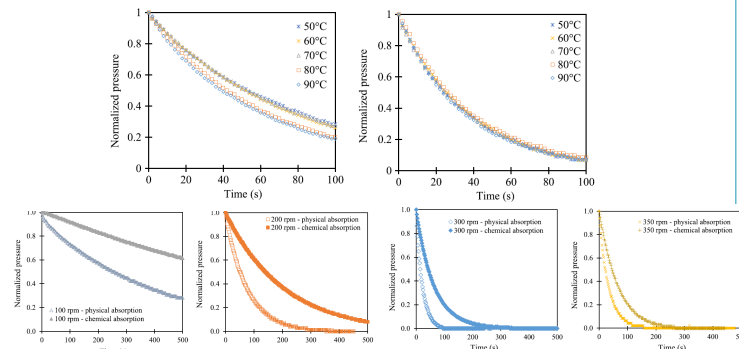 1
0.8
0.6
0.4
0.2
0
0 20 40 60 80 100
Normalized pressure
Time (s)
50°C
60°C
70°C
80°C
90°C
1
0.8
0.6
0.4
0.2
0
0 20 40 60 80 100
Normalized pressure
Time (s)
50°C
60°C
70°C
80°C
90°C
1.0
0.8
0.6
0.4
0.2
0.0
0 100 200 300 400 500
Normalized pressure
100 rpm - physical absorption
100 rpm - chemical absorption
1.0
0.8
0.6
0.4
0.2
0.0
0 100 200 300 400 500
Normalized pressure
Time (s)
200 rpm - physical absorption
200 rpm - chemical absorption
1.0
0.8
0.6
0.4
0.2
0.0
0 100 200 300 400 500
Normalized pressure
Time (s)
300 rpm - physical absorption
300 rpm - chemical absorption
1.0
0.8
0.6
0.4
0.2
0.0
0 100 200 300 400
Normalized pressure
Time (s)
350 rpm - physical absorption
350 rpm - chemical absorption